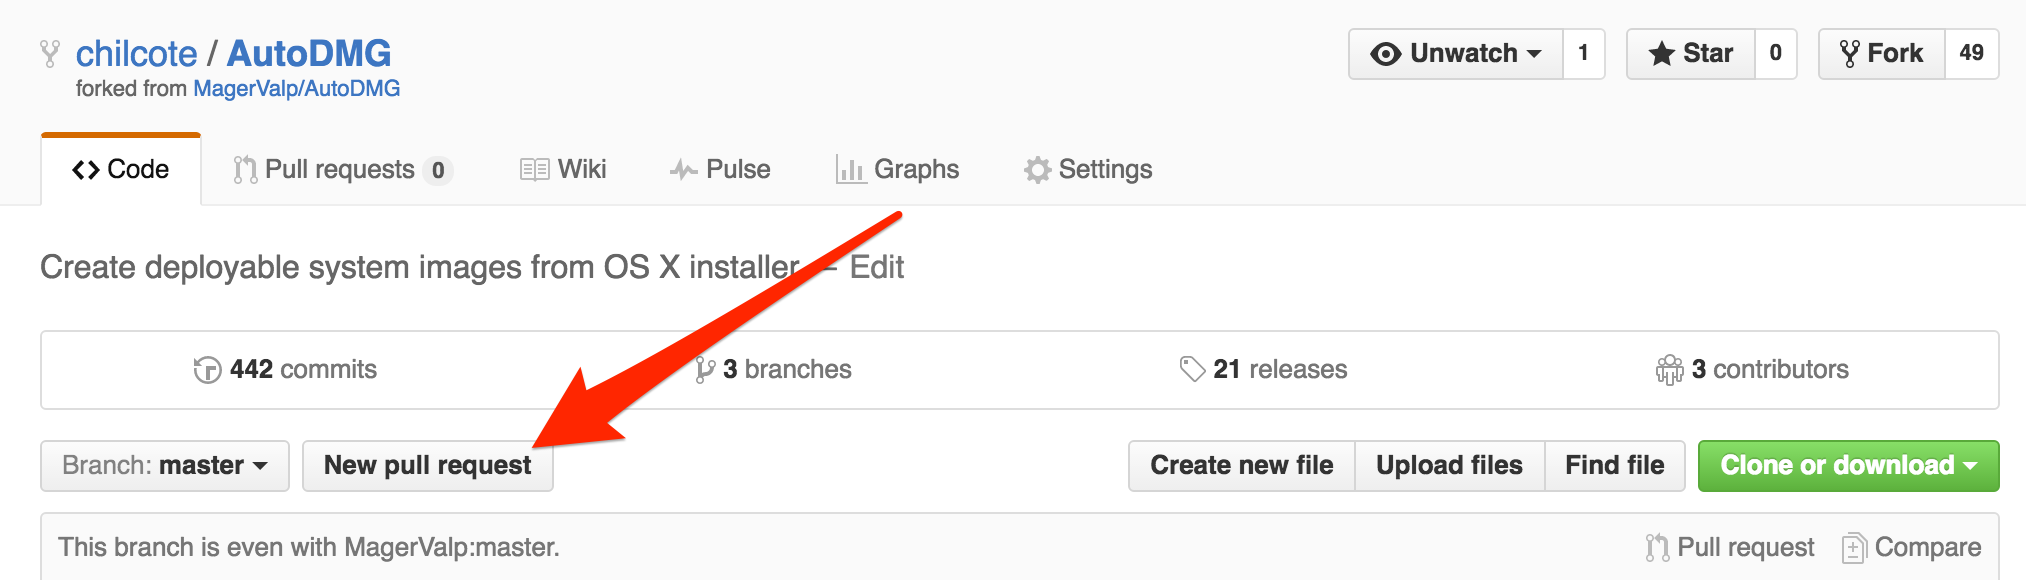 chilcote / AutoDMG
forked from MagerValp/AutoDMG
Unwatch 1
Star 0
Fork 49
Code
Pull requests 0
Wiki
Pulse
Graphs
Settings
Create deployable system images from OS X installer — Edit
442 commits
3 branches
21 releases
3 contributors
Branch: master
New pull request
Create new file
Upload files
Find file
Clone or download
This branch is even with MagerValp:master.
Pull request
Compare